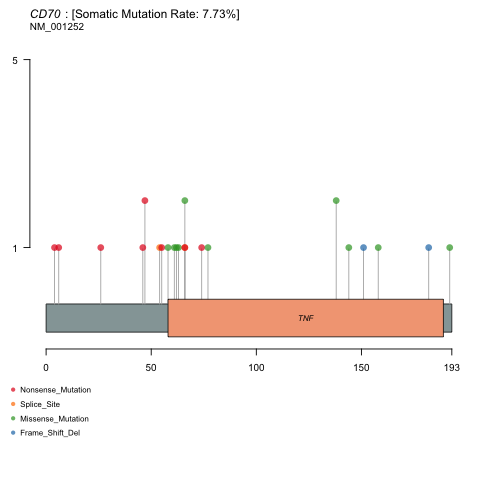 CD70 : [Somatic Mutation Rate: 7.73%]
NM_001252
5
1
TNF
0 50 100 150 193
Nonsense_Mutation
Splice_Site
Missense_Mutation
Frame_Shift_Del